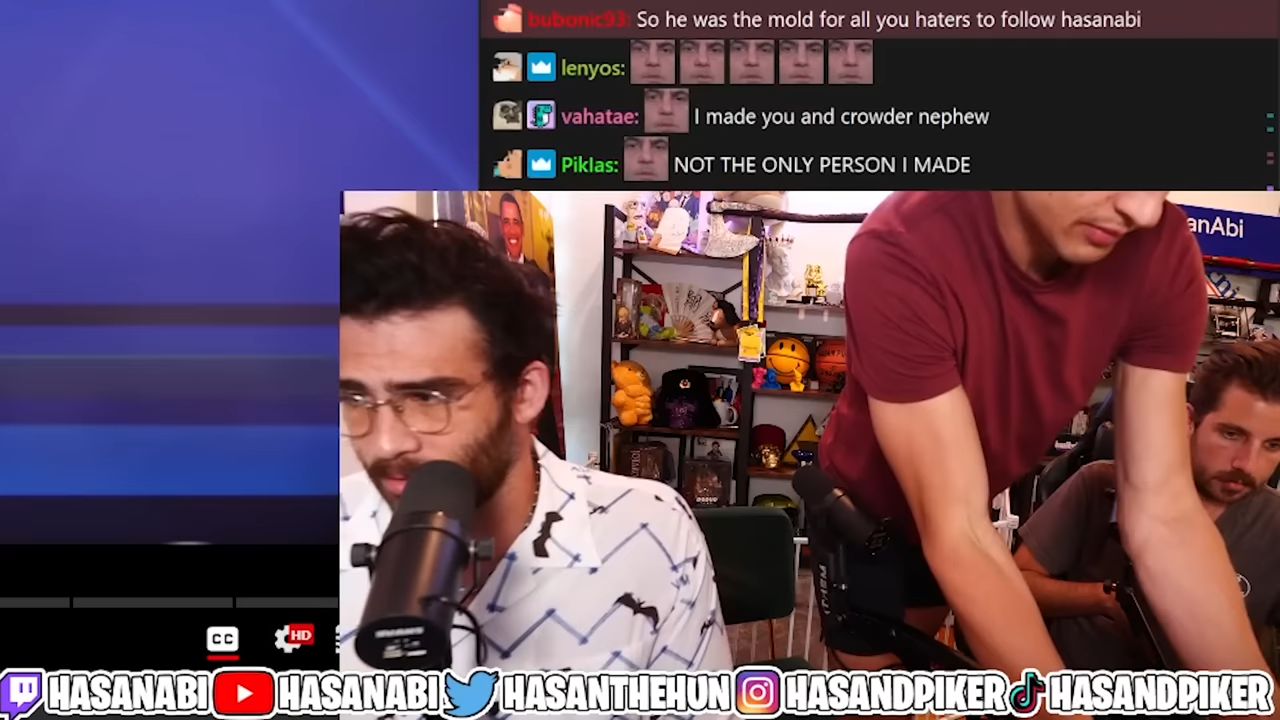 bubonic93: So he was the mold for all you haters to follow hasanabi
lenyos:
vahatae: I made you and crowder nephew
Piklas: NOT THE ONLY PERSON I MADE
anAbi
CC
HD
HASANABI HASANABI HASANTHEHUN HASANDPIKER HASANDPIKER